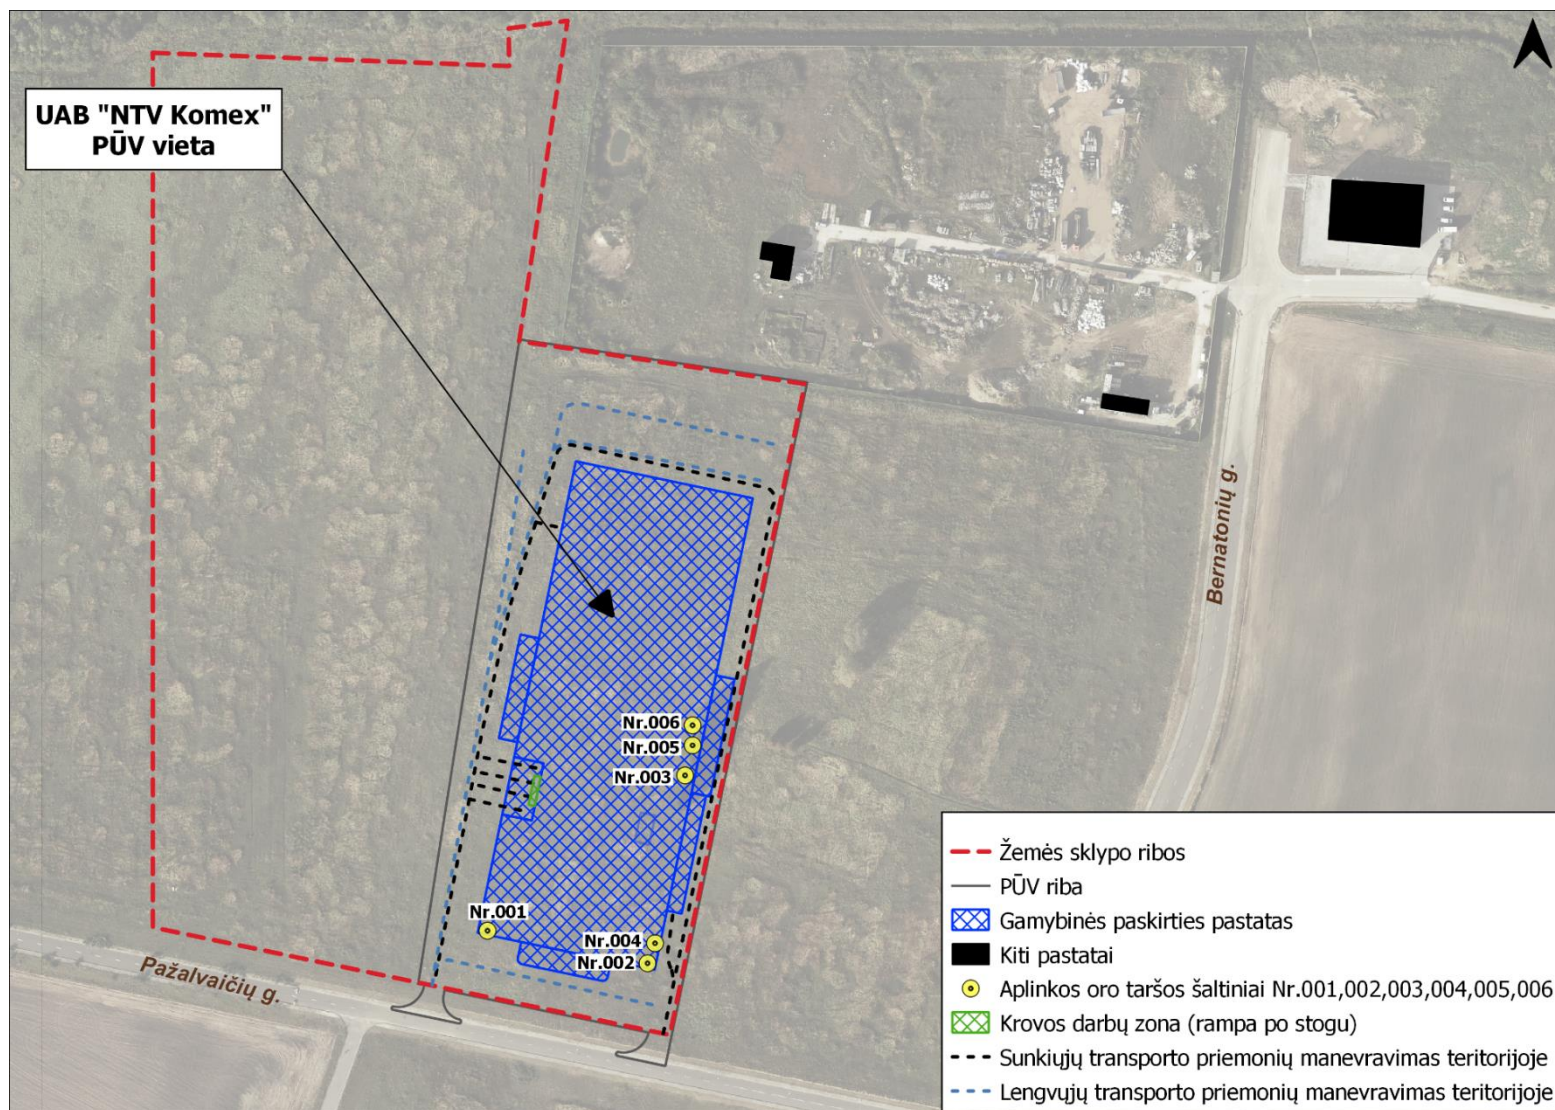 UAB "NTV Komex"
PŪV vieta
Bernatonių g.
Nr.006
Nr.005
Nr.003
Nr.001
Nr.004
Nr.002
Pažalvaičių g.
Žemės sklypo ribos
PŪV riba
Gamybinės paskirties pastatas
Kiti pastatai
Aplinkos oro taršos šaltiniai Nr.001,002,003,004,005,006
Krovos darbų zona (rampa po stogu)
Sunkiųjų transporto priemonių manevravimas teritorijoje
Lengvųjų transporto priemonių manevravimas teritorijoje